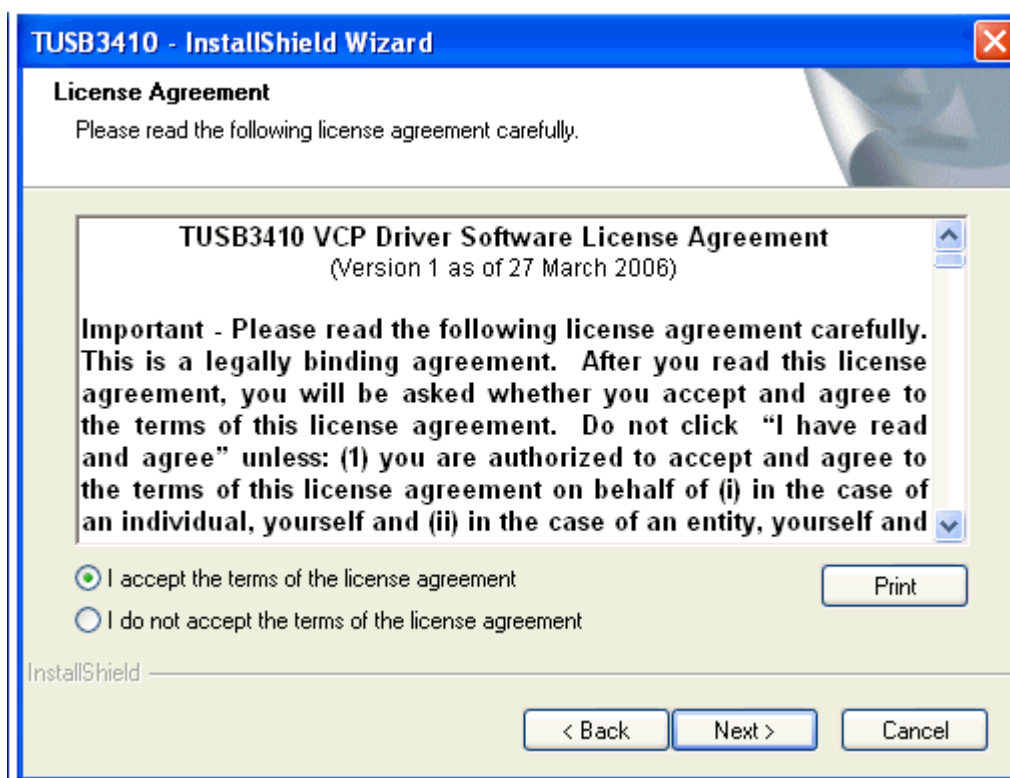 TUSB3410 - InstallShield Wizard
License Agreement
Please read the following license agreement carefully.
TUSB3410 VCP Driver Software License Agreement
(Version 1 as of 27 March 2006)
Important - Please read the following license agreement carefully.
This is a legally binding agreement.  After you read this license
agreement, you will be asked whether you accept and agree to
the terms of this license agreement.  Do not click  “I have read
and agree” unless: (1) you are authorized to accept and agree to
the terms of this license agreement on behalf of (i) in the case of
an individual, yourself and (ii) in the case of an entity, yourself and
I accept the terms of the license agreement
Print
I do not accept the terms of the license agreement
InstallShield
< Back
Next >
Cancel